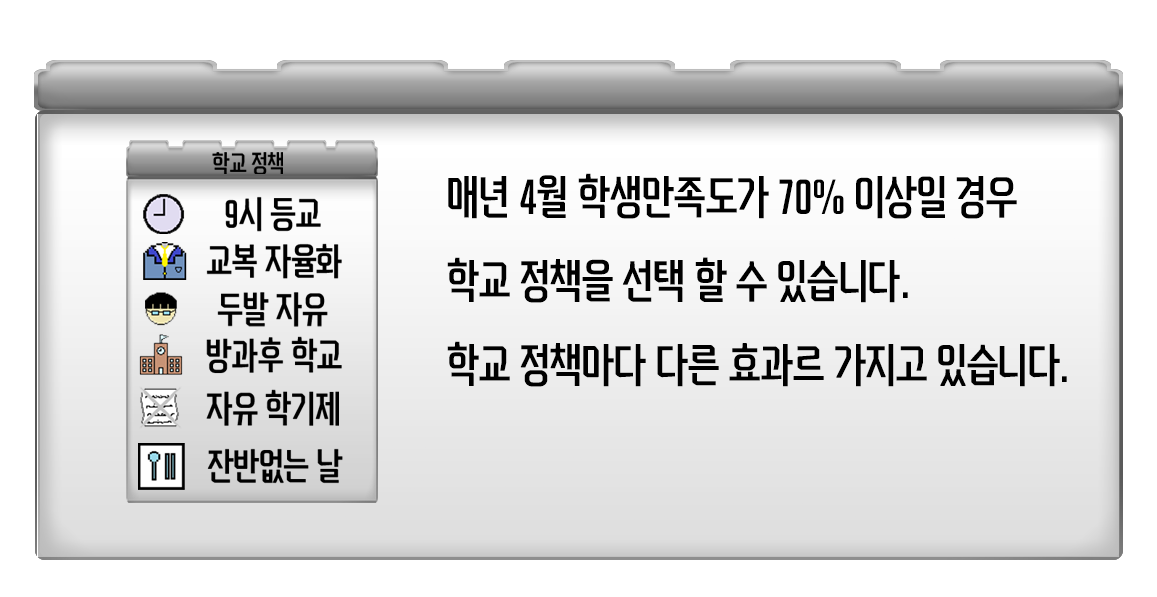 학교 정책
9시 등교
교복 자율화
두발 자유
방과후 학교
자유 학기제
잔반없는 날
매년 4월 학생만족도가 70% 이상일 경우
학교 정책을 선택 할 수 있습니다.
학교 정책마다 다른 효과르 가지고 있습니다.